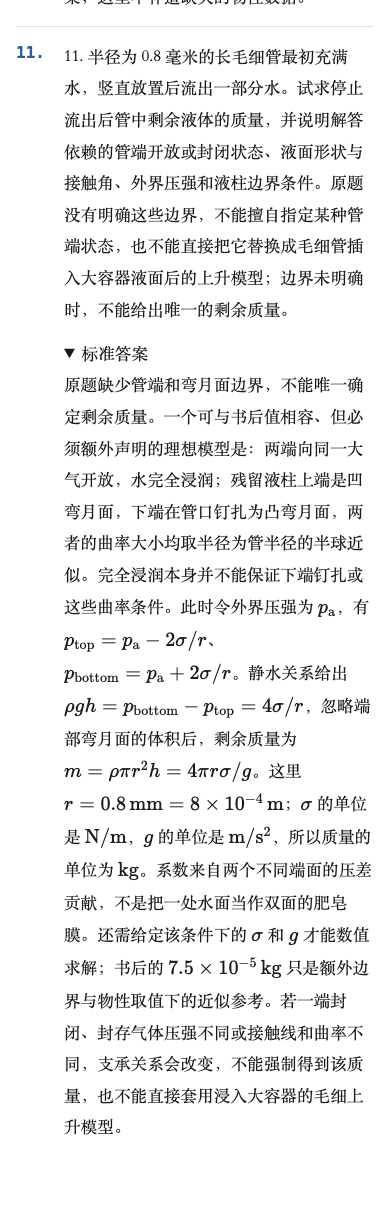 11. 11. 半径为 0.8 毫米的长毛细管最初充满
水，竖直放置后流出一部分水。试求停止
流出后管中剩余液体的质量，并说明解答
依赖的管端开放或封闭状态、液面形状与
接触角、外界压强和液柱边界条件。原题
没有明确这些边界，不能擅自指定某种管
端状态，也不能直接把它替换成毛细管插
入大容器液面后的上升模型；边界未明确
时，不能给出唯一的剩余质量。
▼ 标准答案
原题缺少管端和弯月面边界，不能唯一确
定剩余质量。一个可与书后值相容、但必
须额外声明的理想模型是：两端向同一大
气开放，水完全浸润；残留液柱上端是凹
弯月面，下端在管口钉扎为凸弯月面，两
者的曲率大小均取半径为管半径的半球近
似。完全浸润本身并不能保证下端钉扎或
这些曲率条件。此时令外界压强为 pa，有
ptop = pa − 2σ/r、
pbottom = pa + 2σ/r。静水关系给出
ρgh = pbottom − ptop = 4σ/r，忽略端
部弯月面的体积后，剩余质量为
m = ρπr²h = 4πrσ/g。这里
r = 0.8 mm = 8 × 10⁻⁴ m；σ 的单位
是 N/m，g 的单位是 m/s²，所以质量的
单位为 kg。系数来自两个不同端面的压差
贡献，不是把一处水面当作双面的肥皂
膜。还需给定该条件下的 σ 和 g 才能数值
求解；书后的 7.5 × 10⁻⁵ kg 只是额外边
界与物性取值下的近似参考。若一端封
闭、封存气体压强不同或接触线和曲率不
同，支承关系会改变，不能强制得到该质
量，也不能直接套用浸入大容器的毛细上
升模型。